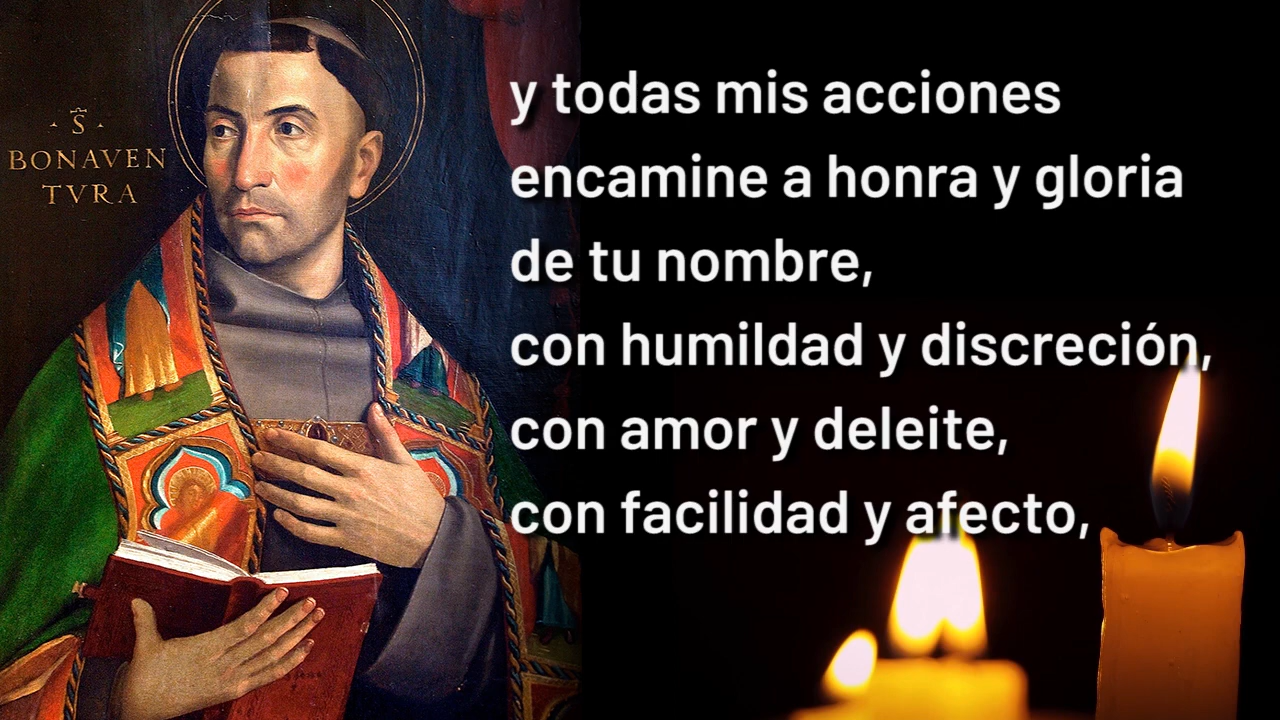 S
BONAVEN
TVRA
y todas mis acciones
encamine a honra y gloria
de tu nombre,
con humildad y discreción,
con amor y deleite,
con facilidad y afecto,